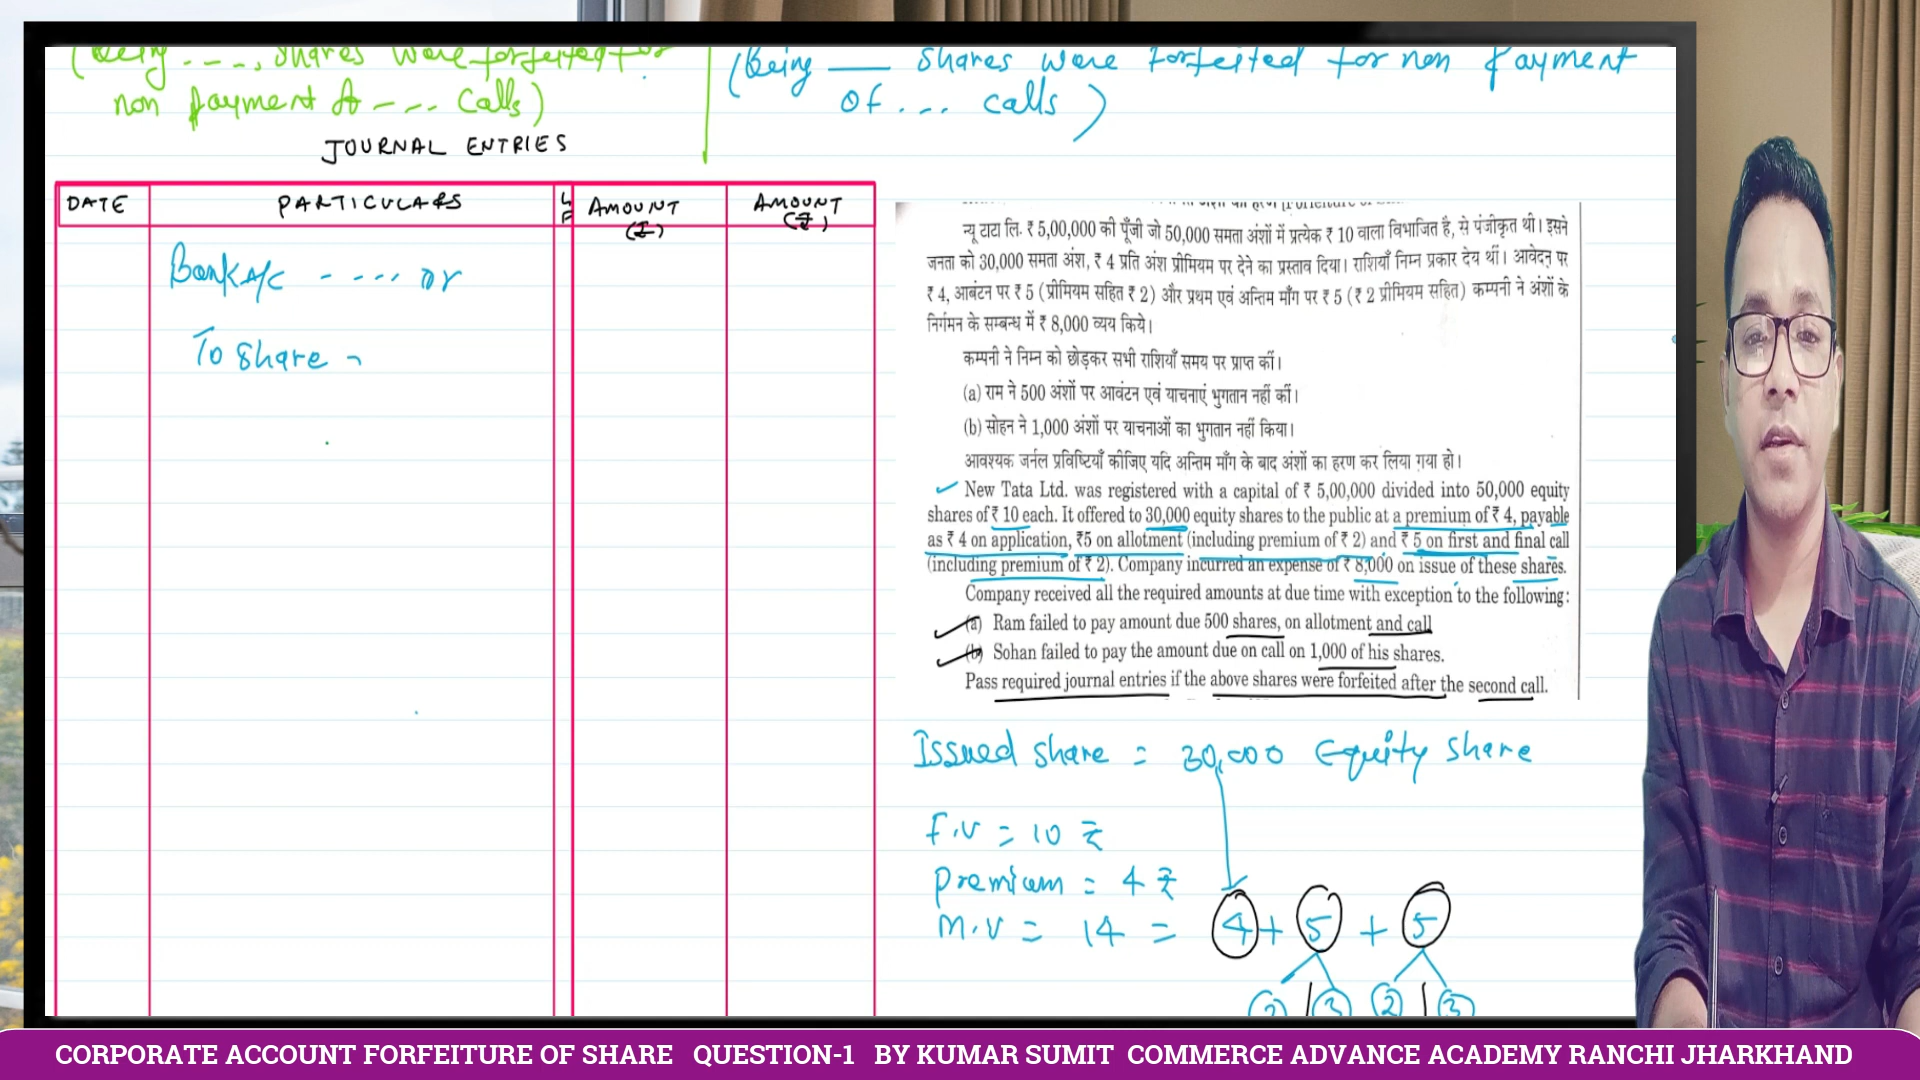 (Being ...., shares were forfeited for
non payment of -... calls)
(Being ___ shares were forfeited for non payment
of ... calls)
JOURNAL ENTRIES
DATE PARTICULARS LF AMOUNT (₹) AMOUNT (₹)
Bank A/c ..... Dr
To Share
न्यू टाटा लि. ₹ 5,00,000 की पूँजी जो 50,000 समता अंशों में प्रत्येक ₹ 10 वाला विभाजित है, से पंजीकृत थी। इसने
जनता को 30,000 समता अंश, ₹ 4 प्रति अंश प्रीमियम पर देने का प्रस्ताव दिया। राशियाँ निम्न प्रकार देय थीं। आवेदन पर
₹ 4, आबंटन पर ₹ 5 (प्रीमियम सहित ₹ 2) और प्रथम एवं अन्तिम माँग पर ₹ 5 (₹ 2 प्रीमियम सहित) कम्पनी ने अंशों के
निर्गमन के सम्बन्ध में ₹ 8,000 व्यय किये।
कम्पनी ने निम्न को छोड़कर सभी राशियाँ समय पर प्राप्त कीं।
(a) राम ने 500 अंशों पर आवंटन एवं याचनाएं भुगतान नहीं कीं।
(b) सोहन ने 1,000 अंशों पर याचनाओं का भुगतान नहीं किया।
आवश्यक जर्नल प्रविष्टियाँ कीजिए यदि अन्तिम माँग के बाद अंशों का हरण कर लिया गया हो।
New Tata Ltd. was registered with a capital of ₹ 5,00,000 divided into 50,000 equity
shares of ₹ 10 each. It offered to 30,000 equity shares to the public at a premium of ₹ 4, payable
as ₹ 4 on application, ₹5 on allotment (including premium of ₹ 2) and ₹ 5 on first and final call
(including premium of ₹ 2). Company incurred an expense of ₹ 8,000 on issue of these shares.
Company received all the required amounts at due time with exception to the following:
(a) Ram failed to pay amount due 500 shares, on allotment and call
(b) Sohan failed to pay the amount due on call on 1,000 of his shares.
Pass required journal entries if the above shares were forfeited after the second call.
Issued share = 30,000 Equity share
F.V = 10 ₹
Premium = 4 ₹
M.V = 14 = 4 + 5 + 5
2 3 2 3
CORPORATE ACCOUNT FORFEITURE OF SHARE QUESTION-1 BY KUMAR SUMIT COMMERCE ADVANCE ACADEMY RANCHI JHARKHAND